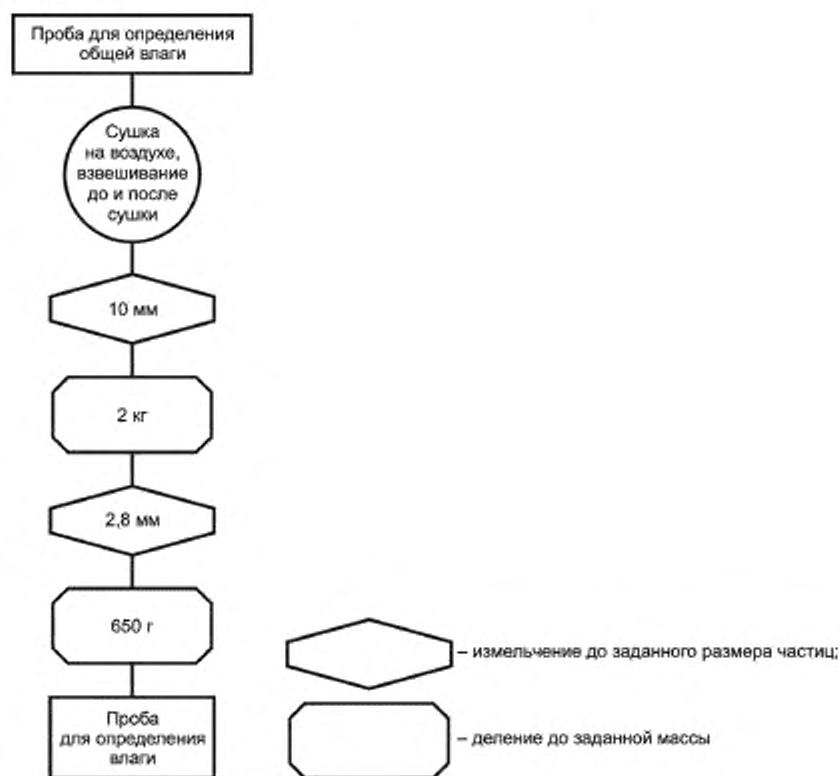 Проба для определения
общей влаги
Сушка
на воздухе,
взвешивание
до и после
сушки
10 мм
2 кг
2,8 мм
650 г
– измельчение до заданного размера частиц;
Проба
для определения
влаги
– деление до заданной массы